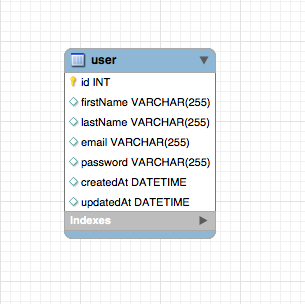 user
id INT
firstName VARCHAR(255)
lastName VARCHAR(255)
email VARCHAR(255)
password VARCHAR(255)
createdAt DATETIME
updatedAt DATETIME
Indexes